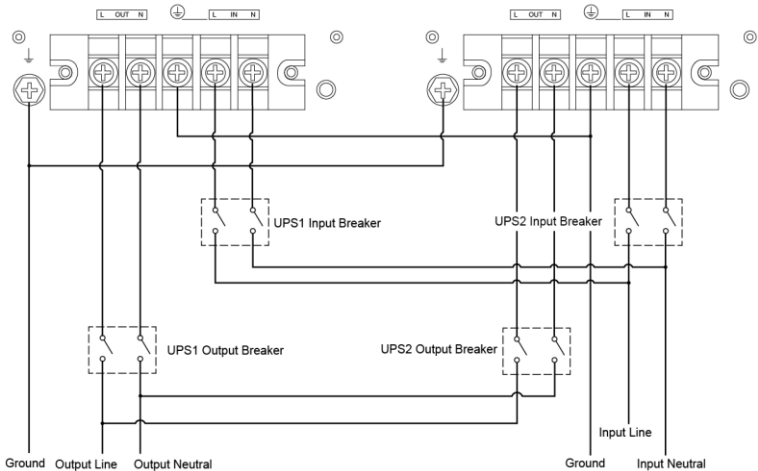 L OUT N
L IN N
L OUT N
L IN N
UPS1 Input Breaker
UPS2 Input Breaker
UPS1 Output Breaker
UPS2 Output Breaker
Input Line
Ground
Output Line
Output Neutral
Ground
Input Neutral